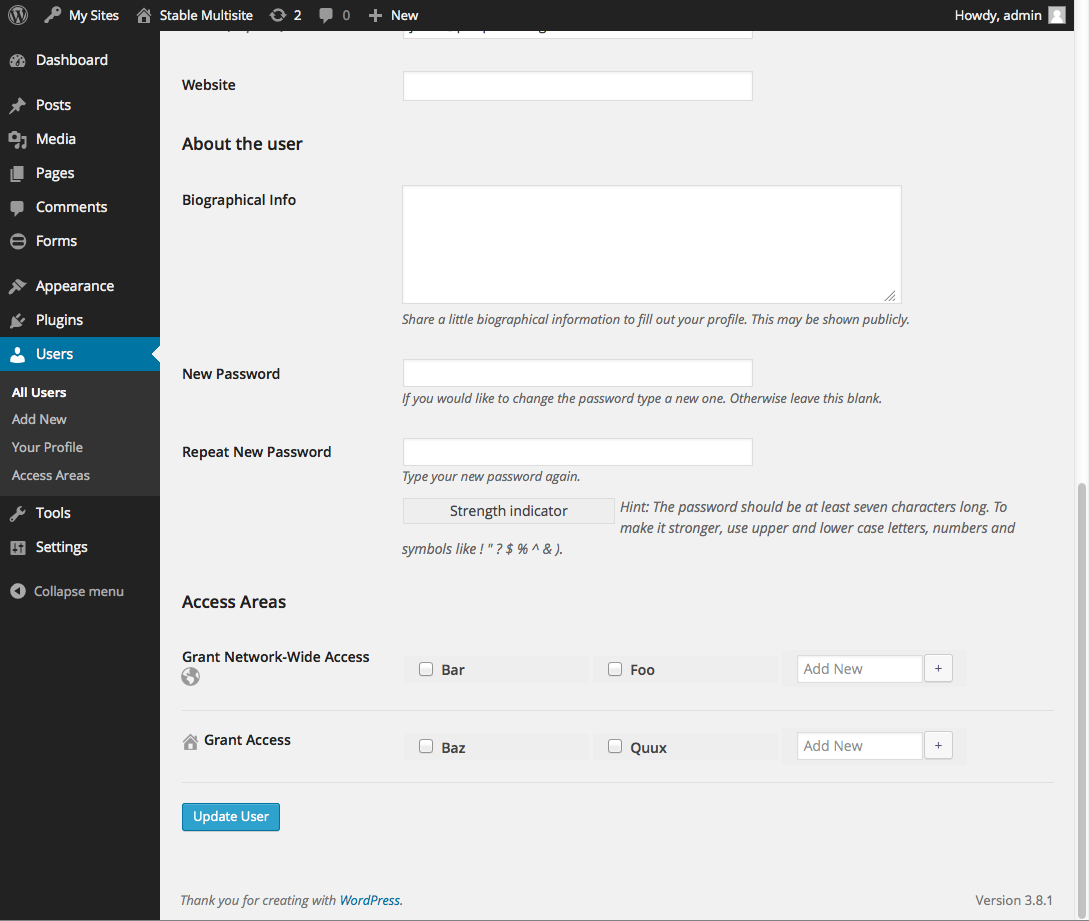 My Sites Stable Multisite 2 0 New Howdy, admin
Dashboard
Posts
Media
Pages
Comments
Forms
Appearance
Plugins
Users
All Users
Add New
Your Profile
Access Areas
Tools
Settings
Collapse menu
Website
About the user
Biographical Info
Share a little biographical information to fill out your profile. This may be shown publicly.
New Password
If you would like to change the password type a new one. Otherwise leave this blank.
Repeat New Password
Type your new password again.
Strength indicator
Hint: The password should be at least seven characters long. To
make it stronger, use upper and lower case letters, numbers and
symbols like ! " ? $ % ^ & ).
Access Areas
Grant Network-Wide Access
Bar Foo Add New +
Grant Access
Baz Quux Add New +
Update User
Thank you for creating with WordPress. Version 3.8.1